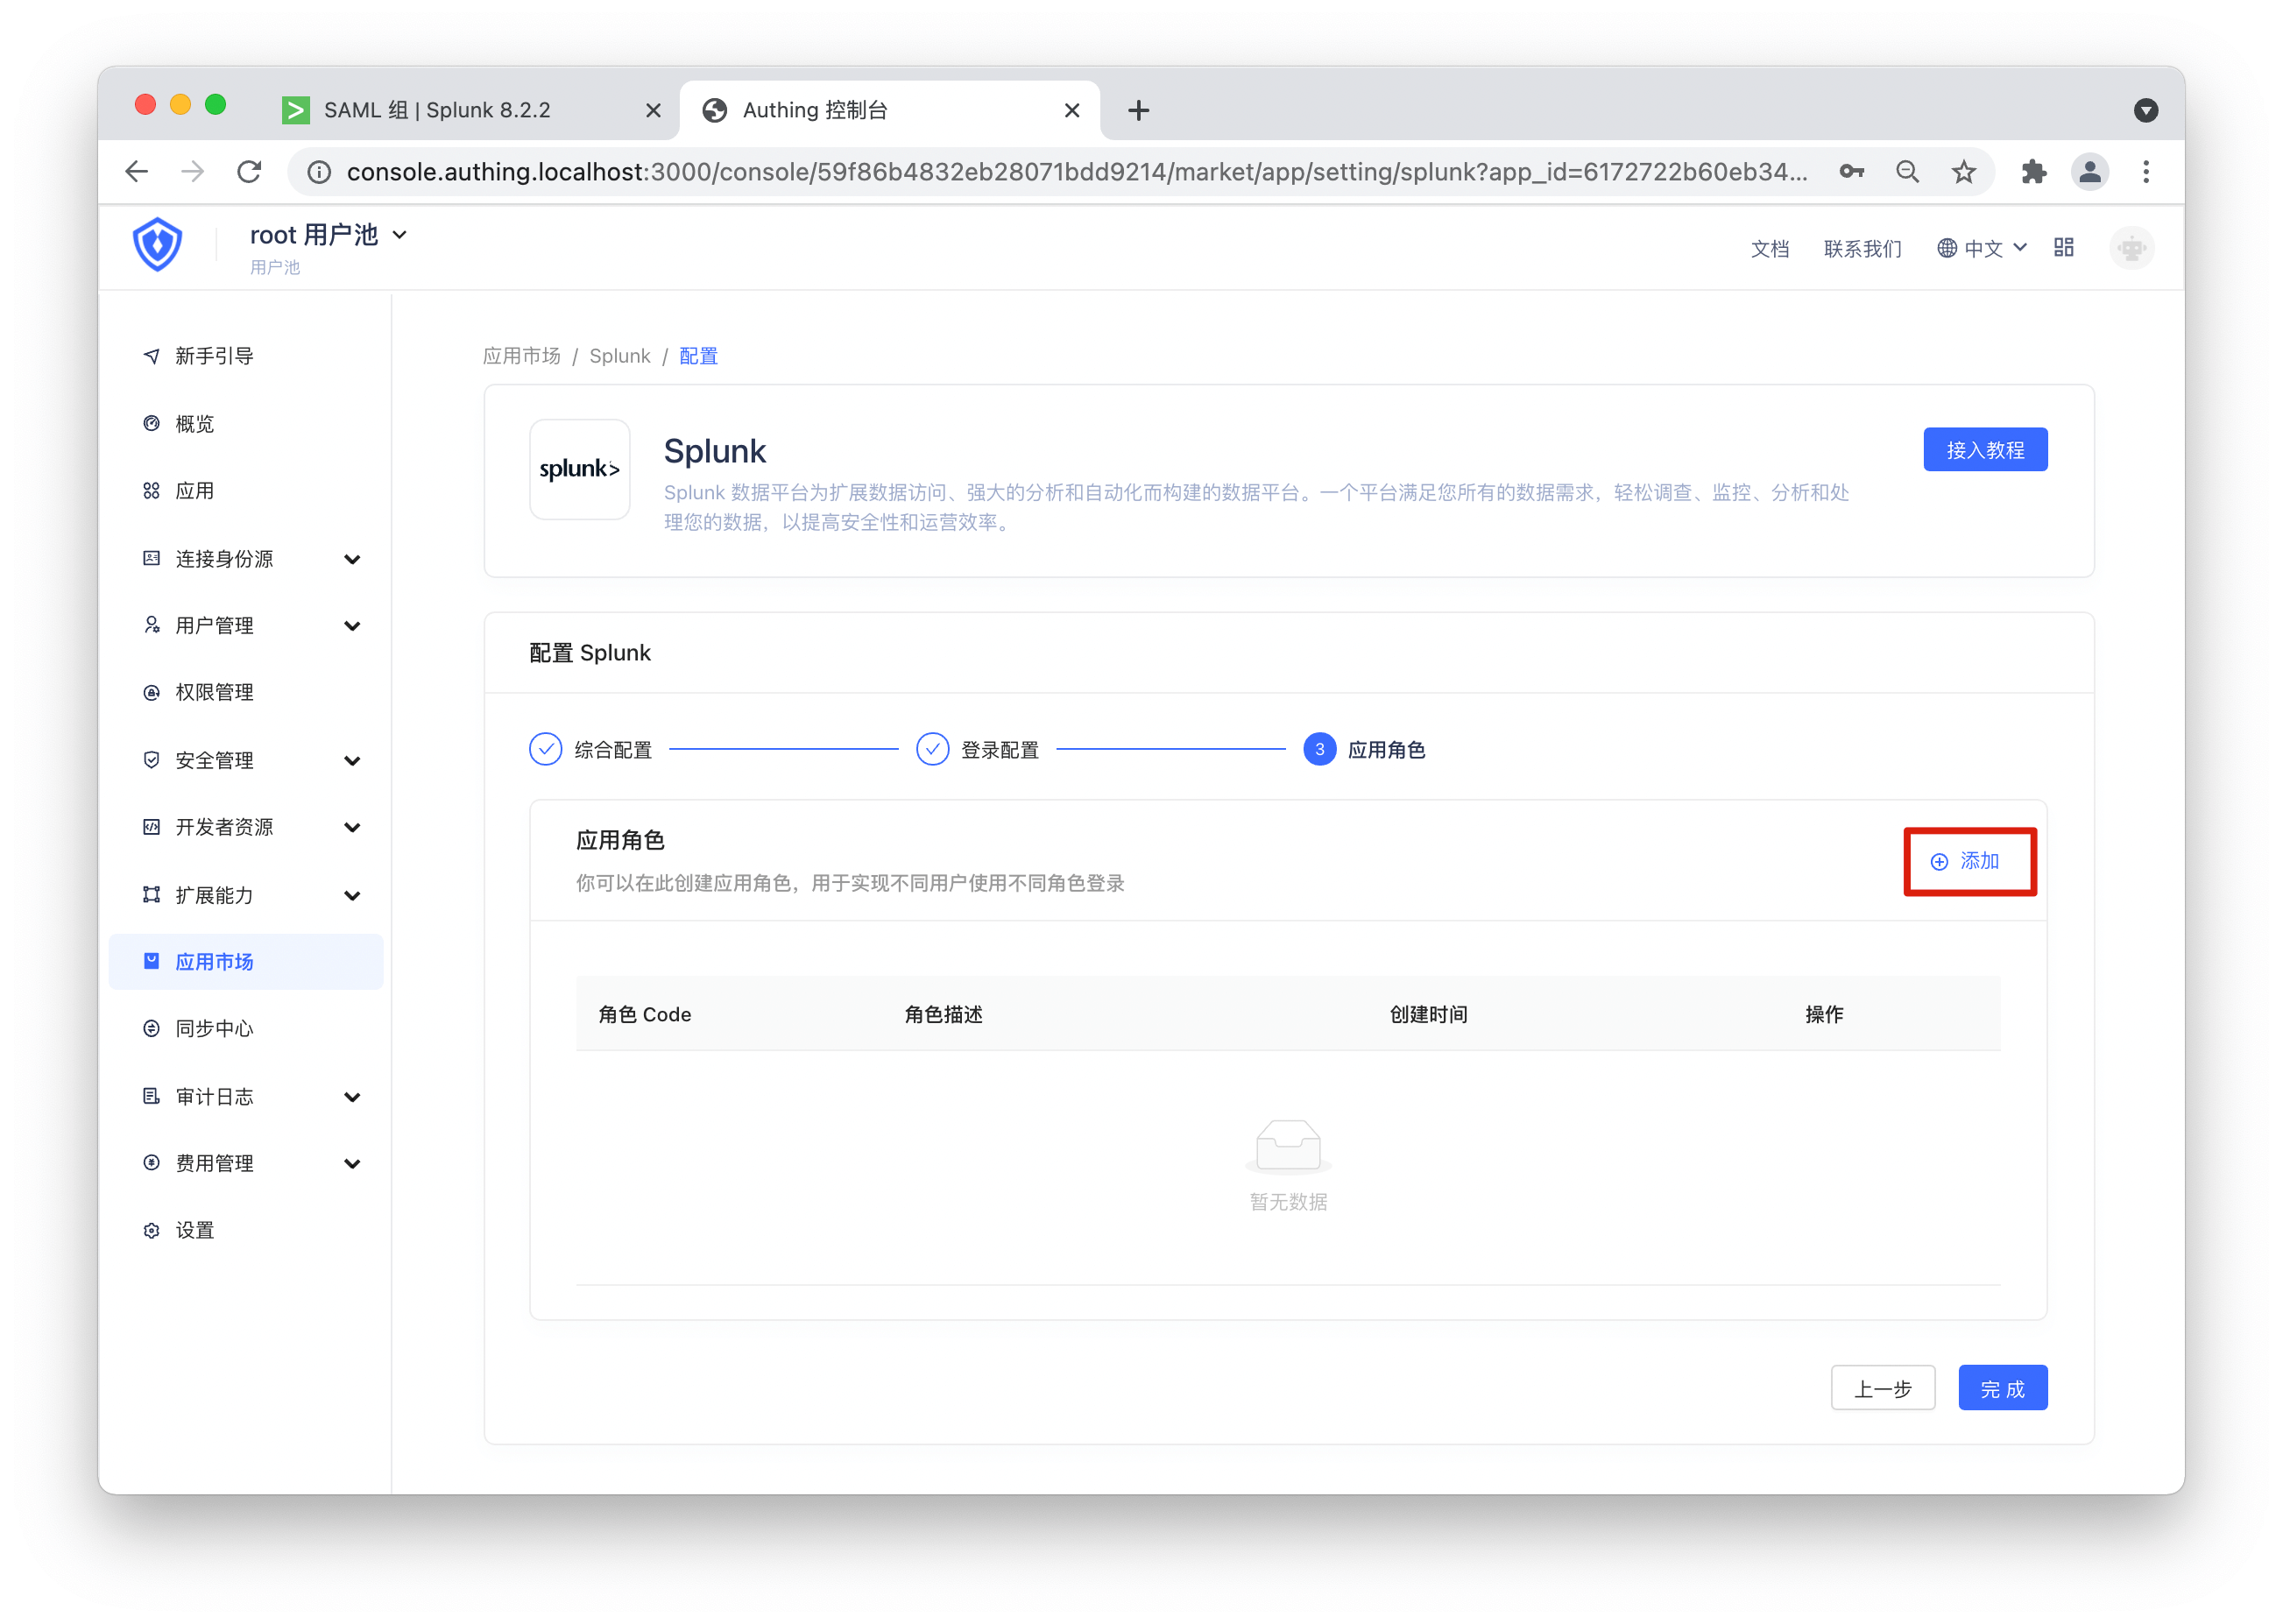 SAML 组 | Splunk 8.2.2
Authing 控制台
console.authing.localhost:3000/console/59f86b4832eb28071bdd9214/market/app/setting/splunk?app_id=6172722b60eb34...
root 用户池
用户池
文档
联系我们
中文
新手引导
概览
应用
连接身份源
用户管理
权限管理
安全管理
开发者资源
扩展能力
应用市场
同步中心
审计日志
费用管理
设置
应用市场 / Splunk / 配置
splunk>
Splunk
接入教程
Splunk 数据平台为扩展数据访问、强大的分析和自动化而构建的数据平台。一个平台满足您所有的数据需求，轻松调查、监控、分析和处
理您的数据，以提高安全性和运营效率。
配置 Splunk
综合配置
登录配置
3 应用角色
应用角色
你可以在此创建应用角色，用于实现不同用户使用不同角色登录
添加
角色 Code 角色描述 创建时间 操作
暂无数据
上一步
完 成